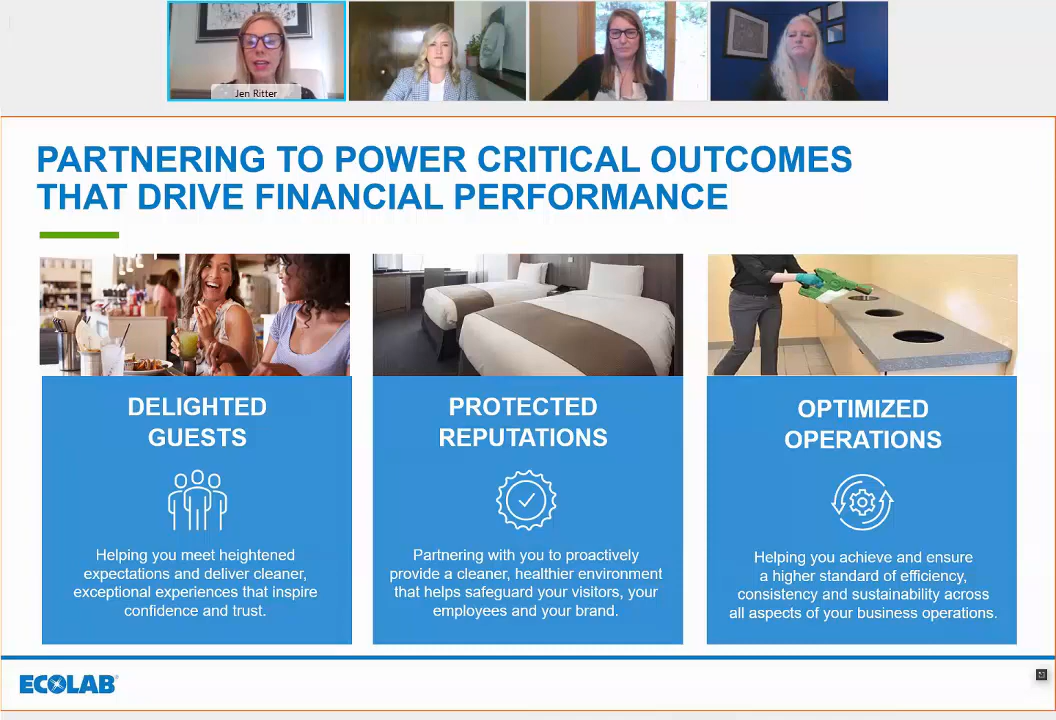 Jen Ritter
PARTNERING TO POWER CRITICAL OUTCOMES
THAT DRIVE FINANCIAL PERFORMANCE
DELIGHTED
GUESTS
Helping you meet heightened
expectations and deliver cleaner,
exceptional experiences that inspire
confidence and trust.
PROTECTED
REPUTATIONS
Partnering with you to proactively
provide a cleaner, healthier environment
that helps safeguard your visitors, your
employees and your brand.
OPTIMIZED
OPERATIONS
Helping you achieve and ensure
a higher standard of efficiency,
consistency and sustainability across
all aspects of your business operations.
ECOLAB®